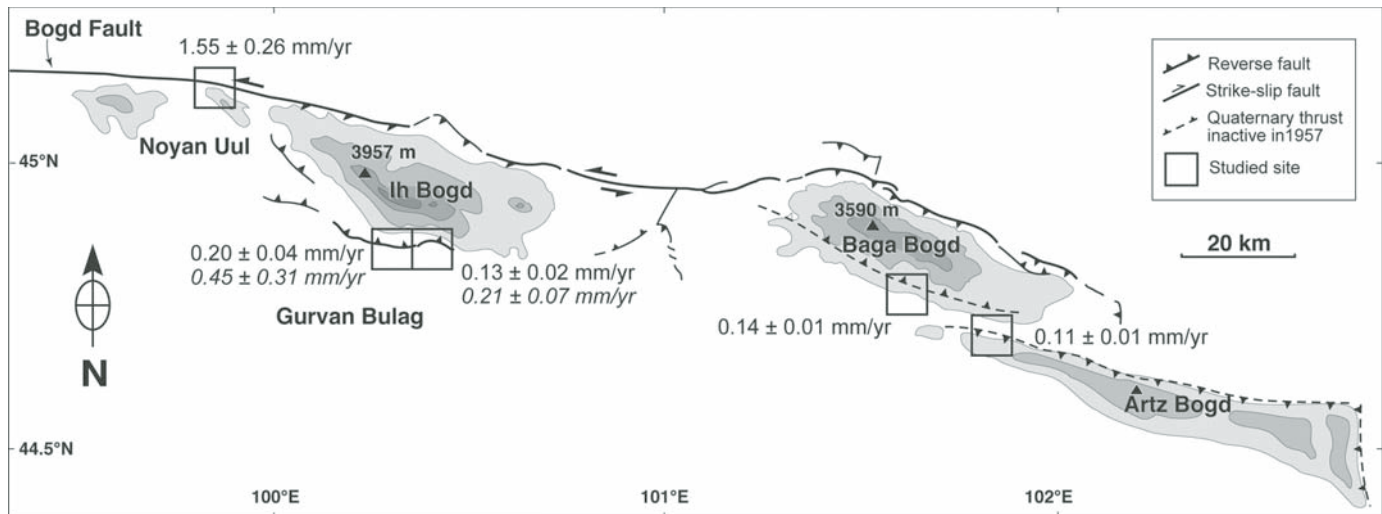 Bogd Fault
1.55 ± 0.26 mm/yr
Reverse fault
Strike-slip fault
Quaternary thrust
inactive in1957
Studied site
Noyan Uul
45°N
3957 m
Ih Bogd
3590 m
Baga Bogd
20 km
0.20 ± 0.04 mm/yr
0.45 ± 0.31 mm/yr
0.13 ± 0.02 mm/yr
0.21 ± 0.07 mm/yr
Gurvan Bulag
0.14 ± 0.01 mm/yr
0.11 ± 0.01 mm/yr
N
Artz Bogd
44.5°N
100°E
101°E
102°E